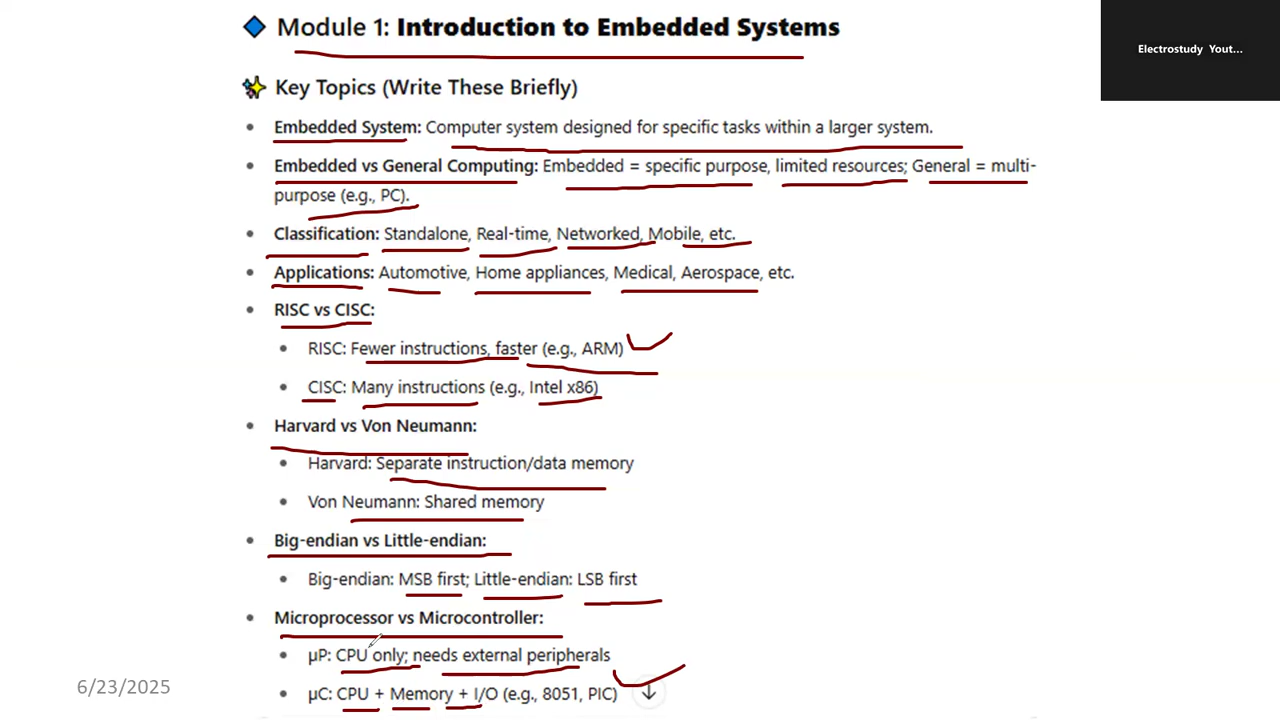 Module 1: Introduction to Embedded Systems
Electrostudy Yout...
Key Topics (Write These Briefly)
• Embedded System: Computer system designed for specific tasks within a larger system.
• Embedded vs General Computing: Embedded = specific purpose, limited resources; General = multi-
purpose (e.g., PC).
• Classification: Standalone, Real-time, Networked, Mobile, etc.
• Applications: Automotive, Home appliances, Medical, Aerospace, etc.
• RISC vs CISC:
• RISC: Fewer instructions, faster (e.g., ARM)
• CISC: Many instructions (e.g., Intel x86)
• Harvard vs Von Neumann:
• Harvard: Separate instruction/data memory
• Von Neumann: Shared memory
• Big-endian vs Little-endian:
• Big-endian: MSB first; Little-endian: LSB first
• Microprocessor vs Microcontroller:
• µP: CPU only; needs external peripherals
• µC: CPU + Memory + I/O (e.g., 8051, PIC)
6/23/2025